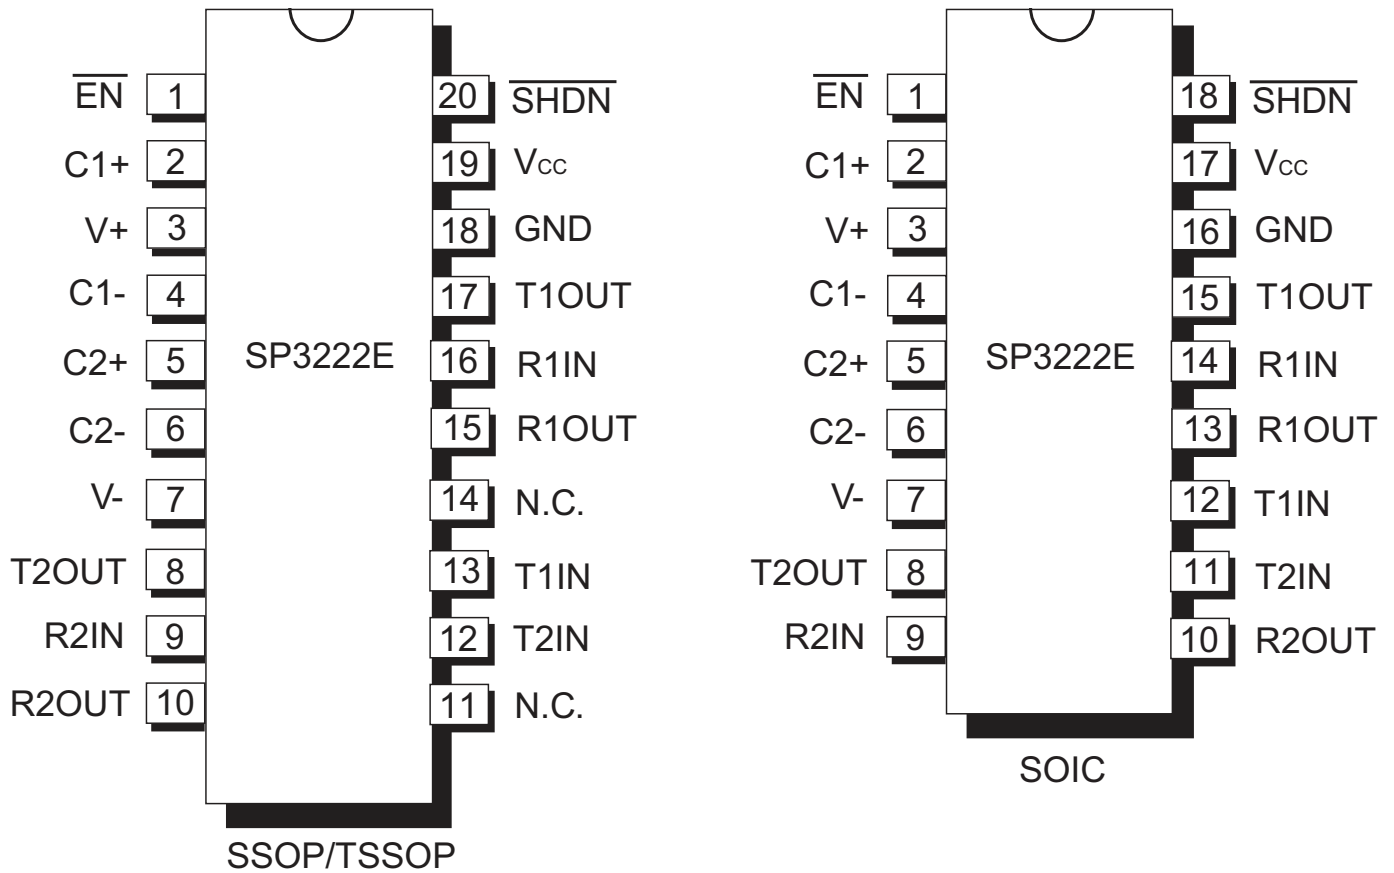 EN 1 20 SHDN
C1+ 2 19 VCC
V+ 3 18 GND
C1- 4 17 T1OUT
C2+ 5 SP3222E 16 R1IN
C2- 6 15 R1OUT
V- 7 14 N.C.
T2OUT 8 13 T1IN
R2IN 9 12 T2IN
R2OUT 10 11 N.C.
SSOP/TSSOP
EN 1 18 SHDN
C1+ 2 17 VCC
V+ 3 16 GND
C1- 4 15 T1OUT
C2+ 5 SP3222E 14 R1IN
C2- 6 13 R1OUT
V- 7 12 T1IN
T2OUT 8 11 T2IN
R2IN 9 10 R2OUT
SOIC